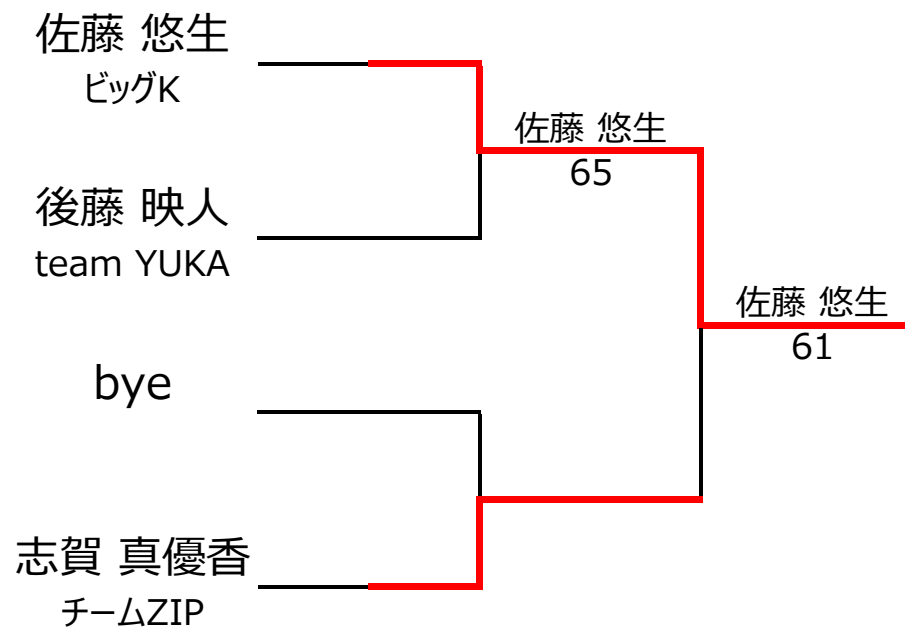 佐藤 悠生
ビッグK
佐藤 悠生
65
後藤 映人
team YUKA
佐藤 悠生
61
bye
志賀 真優香
チームZIP